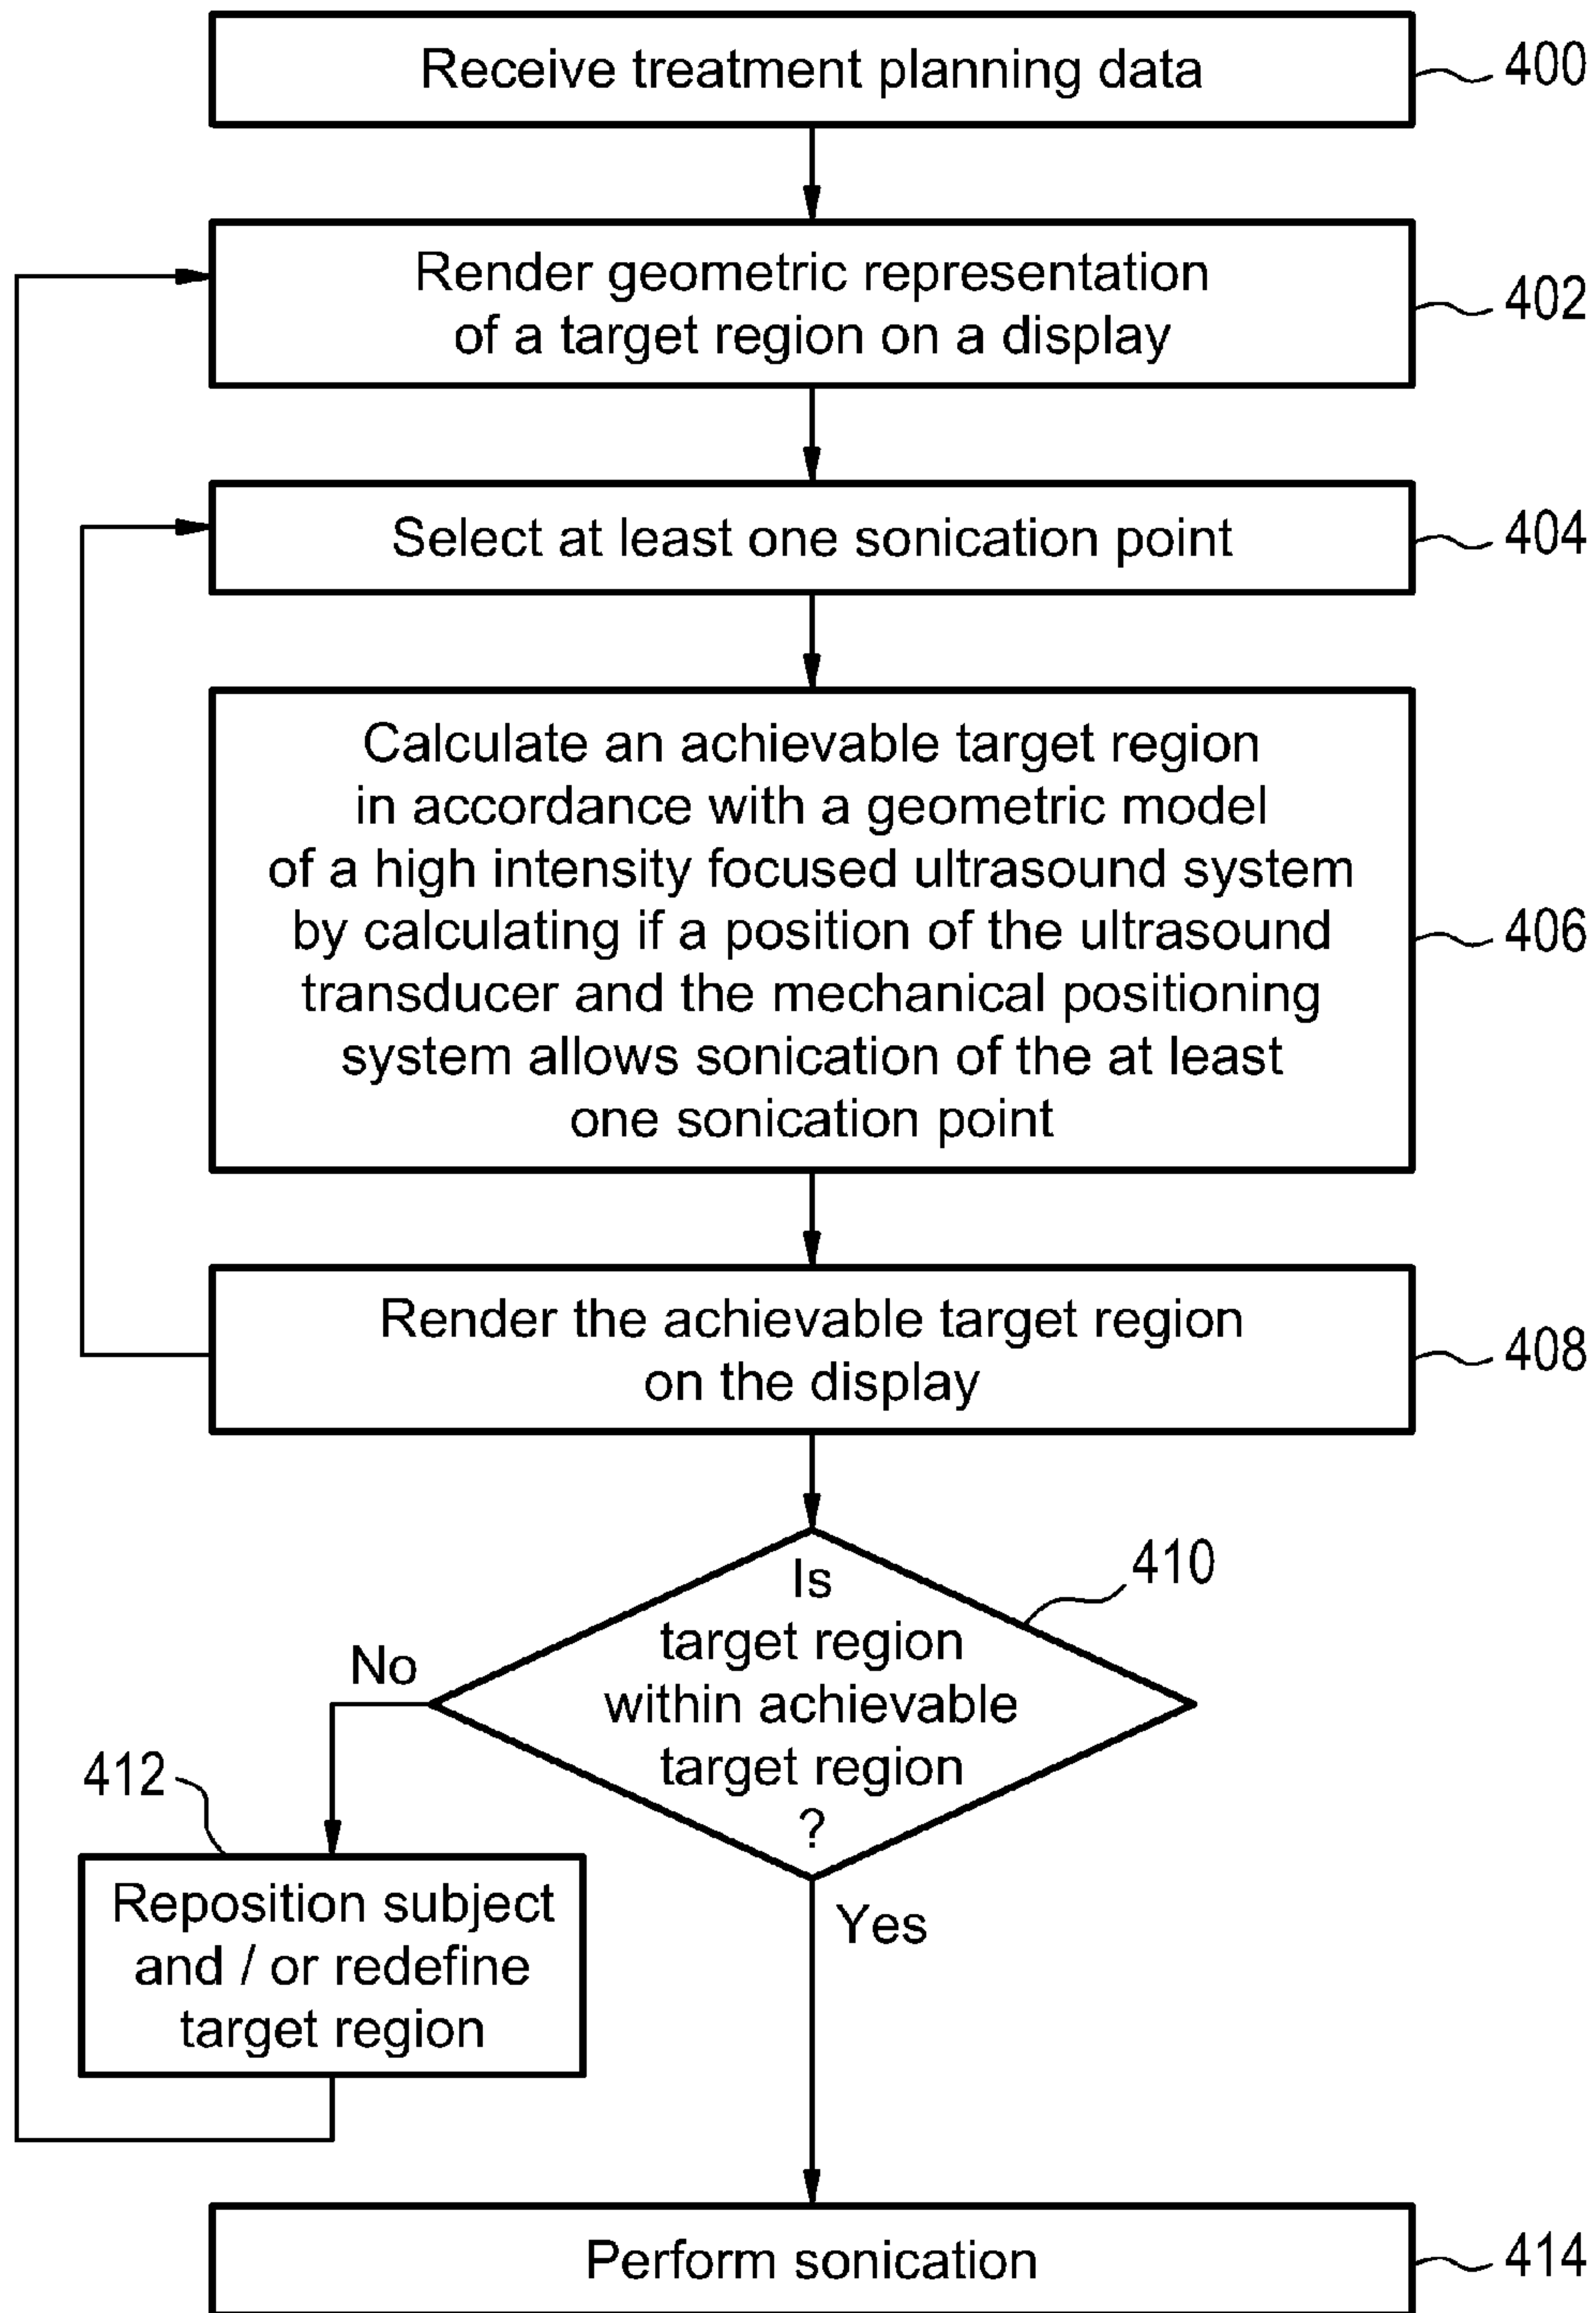 Receive treatment planning data
400
Render geometric representation
of a target region on a display
402
Select at least one sonication point
404
Calculate an achievable target region
in accordance with a geometric model
of a high intensity focused ultrasound system
by calculating if a position of the ultrasound
transducer and the mechanical positioning
system allows sonication of the at least
one sonication point
406
Render the achievable target region
on the display
408
Is
target region
within achievable
target region
?
410
No
412
Reposition subject
and / or redefine
target region
Yes
Perform sonication
414